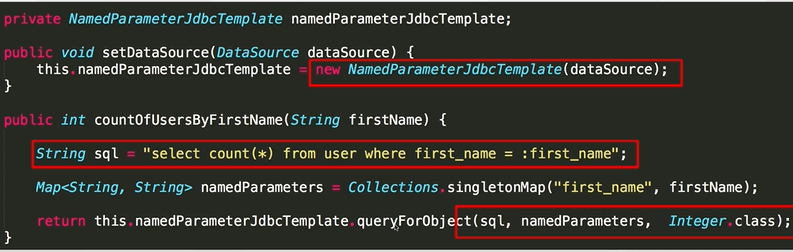 private NamedParameterJdbcTemplate namedParameterJdbcTemplate;
public void setDataSource(DataSource dataSource) {
this.namedParameterJdbcTemplate = new NamedParameterJdbcTemplate(dataSource);
}
public int countOfUsersByFirstName(String firstName) {
String sql = "select count(*) from user where first_name = :first_name";
Map<String, String> namedParameters = Collections.singletonMap("first_name", firstName);
return this.namedParameterJdbcTemplate.queryForObject(sql, namedParameters, Integer.class);
}